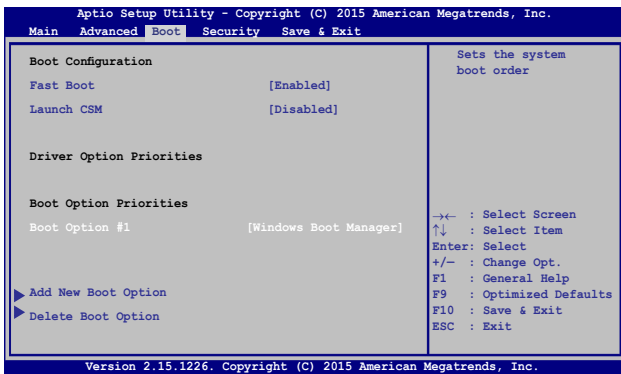 Aptio Setup Utility - Copyright (C) 2015 American Megatrends, Inc.
Main Advanced Boot Security Save & Exit
Boot Configuration
Fast Boot [Enabled]
Launch CSM [Disabled]
Driver Option Priorities
Boot Option Priorities
Boot Option #1 [Windows Boot Manager]
Add New Boot Option
Delete Boot Option
Sets the system
boot order
→← : Select Screen
↑↓ : Select Item
Enter: Select
+/— : Change Opt.
F1 : General Help
F9 : Optimized Defaults
F10 : Save & Exit
ESC : Exit
Version 2.15.1226. Copyright (C) 2015 American Megatrends, Inc.